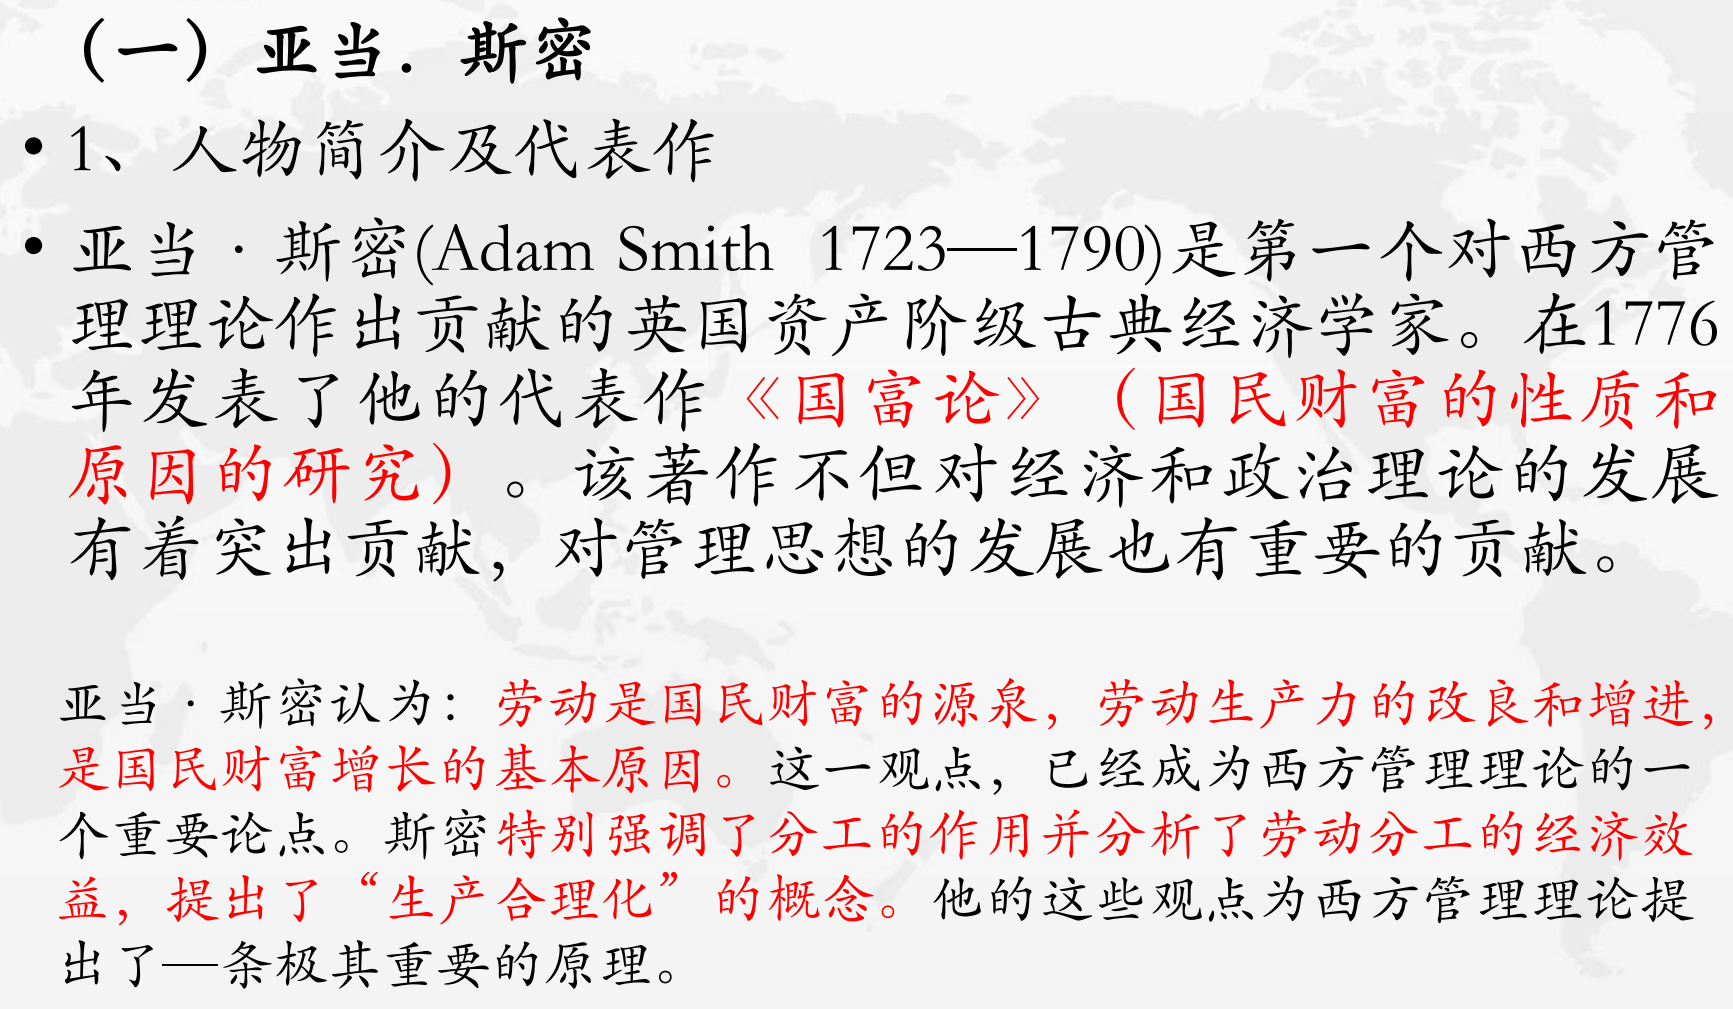 （一）亚当．斯密
• 1、人物简介及代表作
• 亚当·斯密(Adam Smith 1723—1790)是第一个对西方管
理理论作出贡献的英国资产阶级古典经济学家。在1776
年发表了他的代表作《国富论》（国民财富的性质和
原因的研究）。该著作不但对经济和政治理论的发展
有着突出贡献，对管理思想的发展也有重要的贡献。
亚当·斯密认为：劳动是国民财富的源泉，劳动生产力的改良和增进，
是国民财富增长的基本原因。这一观点，已经成为西方管理理论的一
个重要论点。斯密特别强调了分工的作用并分析了劳动分工的经济效
益，提出了“生产合理化”的概念。他的这些观点为西方管理理论提
出了—条极其重要的原理。